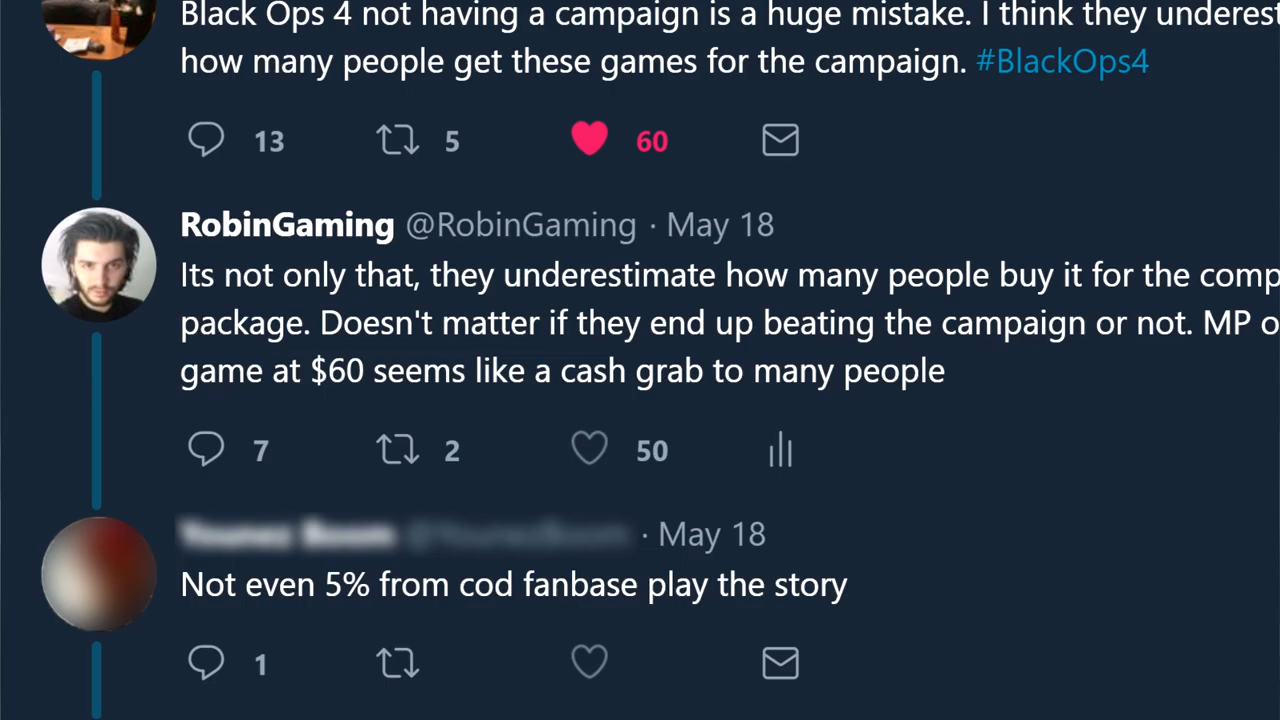 Black Ops 4 not having a campaign is a huge mistake. I think they underest
how many people get these games for the campaign. #BlackOps4
13 5 60
RobinGaming @RobinGaming · May 18
Its not only that, they underestimate how many people buy it for the comp
package. Doesn't matter if they end up beating the campaign or not. MP o
game at $60 seems like a cash grab to many people
7 2 50
· May 18
Not even 5% from cod fanbase play the story
1